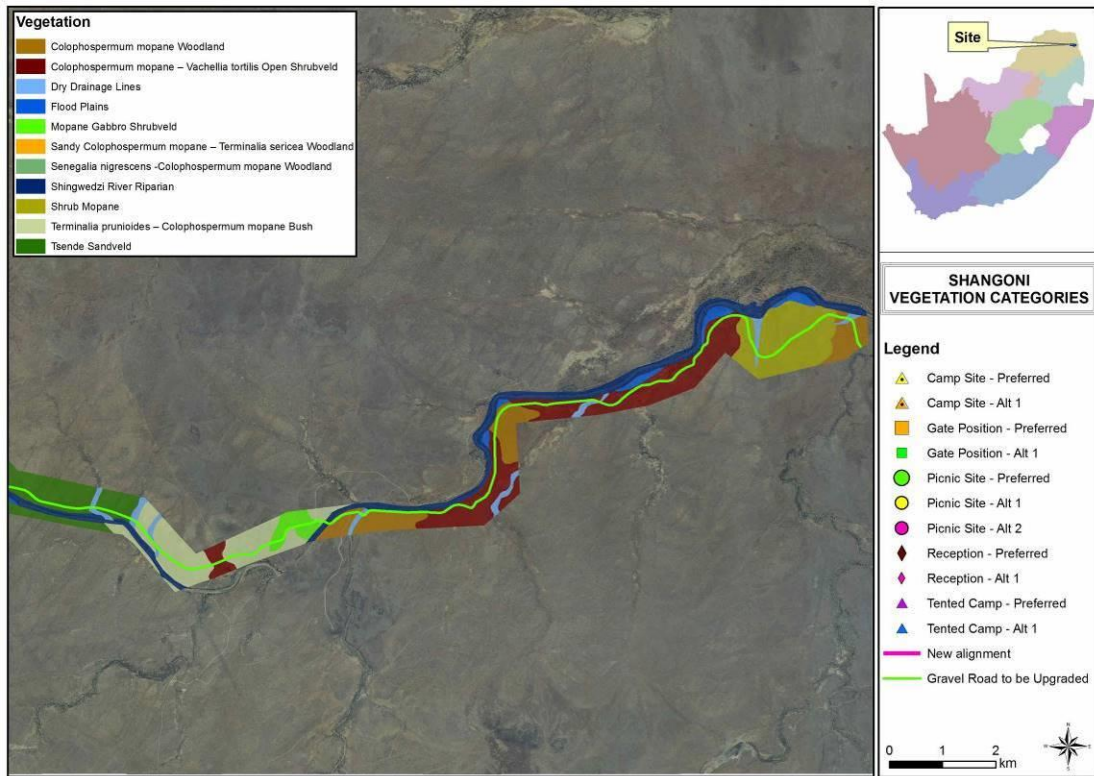 Vegetation
Colophospermum mopane Woodland
Colophospermum mopane – Vachellia tortilis Open Shrubveld
Dry Drainage Lines
Flood Plains
Mopane Gabbro Shrubveld
Sandy Colophospermum mopane – Terminalia sericea Woodland
Senegalia nigrescens -Colophospermum mopane Woodland
Shingwedzi River Riparian
Shrub Mopane
Terminalia prunioides – Colophospermum mopane Bush
Tsende Sandveld
Site
SHANGONI
VEGETATION CATEGORIES
Legend
Camp Site - Preferred
Camp Site - Alt 1
Gate Position - Preferred
Gate Position - Alt 1
Picnic Site - Preferred
Picnic Site - Alt 1
Picnic Site - Alt 2
Reception - Preferred
Reception - Alt 1
Tented Camp - Preferred
Tented Camp - Alt 1
New alignment
Gravel Road to be Upgraded
N
W E
S
0 1 2
km